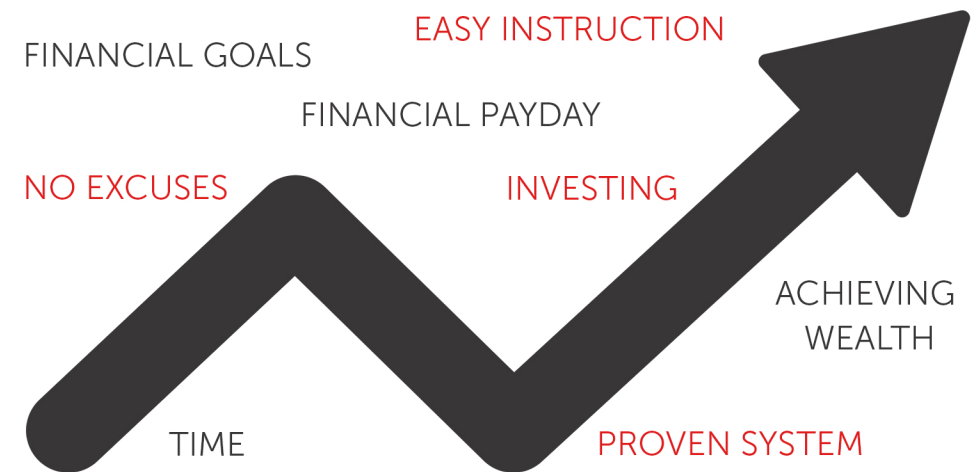 EASY INSTRUCTION
FINANCIAL GOALS
FINANCIAL PAYDAY
NO EXCUSES
INVESTING
ACHIEVING
WEALTH
TIME
PROVEN SYSTEM